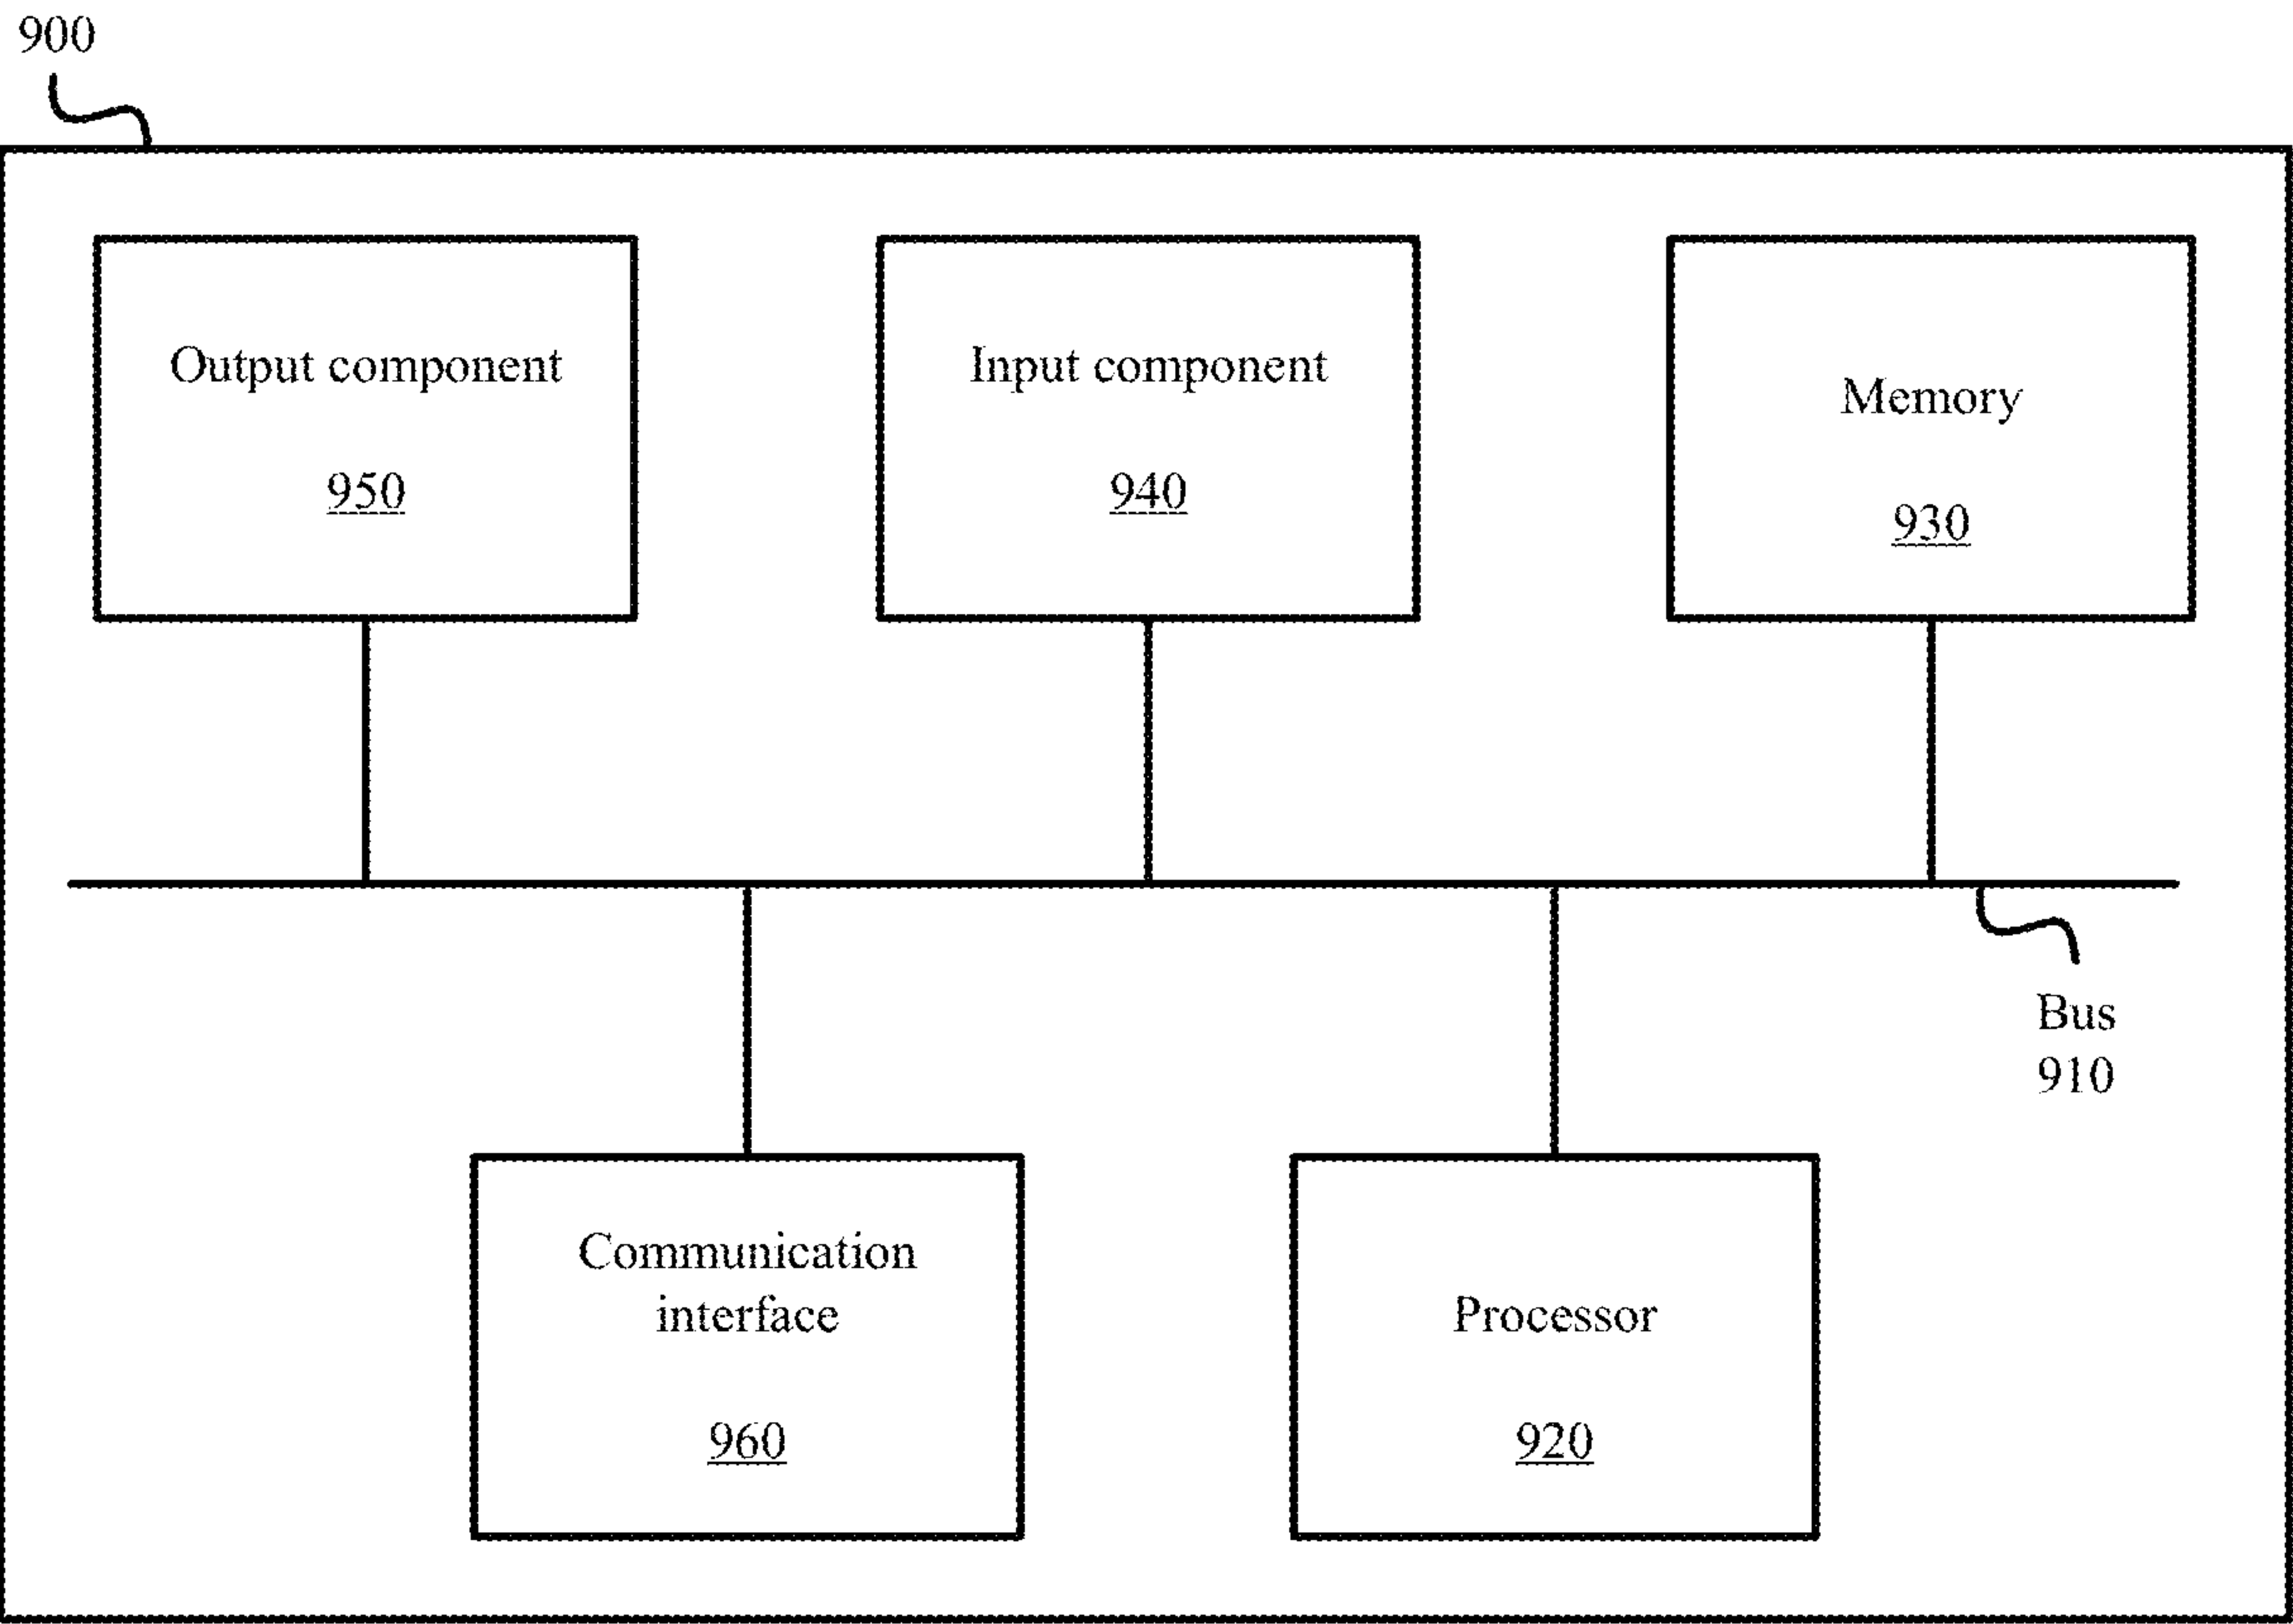 900
Output component
950
Input component
940
Memory
930
Bus
910
Communication
interface
960
Processor
920